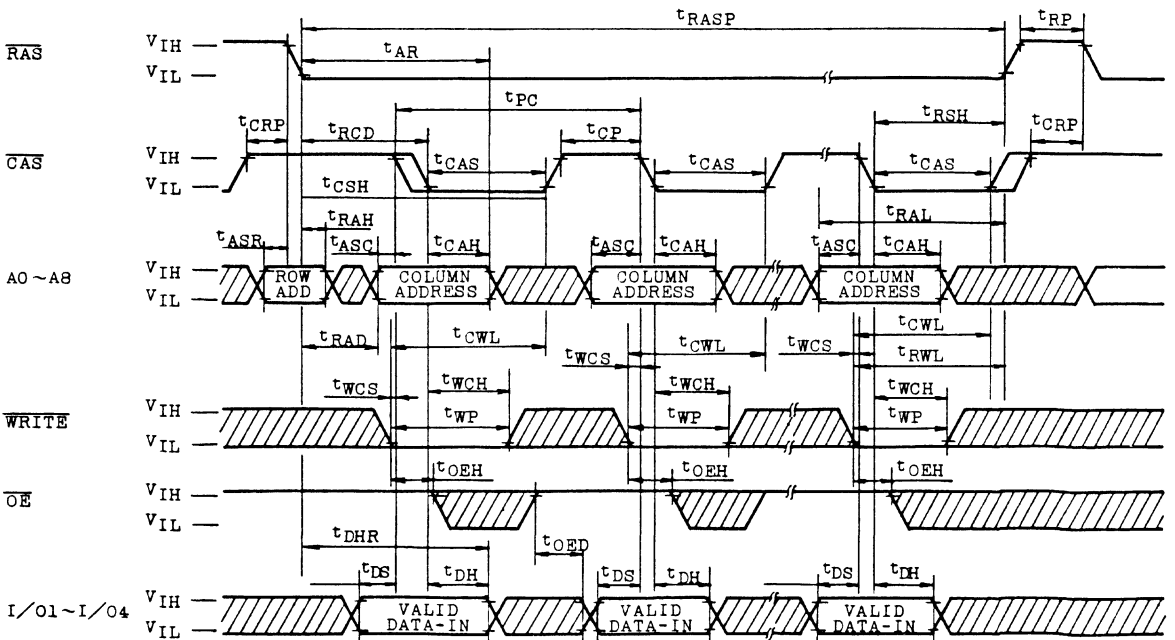 tRASP
tRP
RAS
VIH
VIL
tAR
tPC
tRSH
tCRP
tRCD
tCP
tCRP
CAS
VIH
VIL
tCAS
tCAS
tCAS
tCSH
tRAL
tRAH
tASR
tASC
tCAH
tASC
tCAH
tASC
tCAH
A0~A8
VIH
VIL
ROW
ADD
COLUMN
ADDRESS
COLUMN
ADDRESS
COLUMN
ADDRESS
tRAD
tCWL
tCWL
tCWL
tWCS
tWCS
tRWL
tWCS
tWCH
tWCH
tWCH
WRITE
VIH
VIL
tWP
tWP
tWP
tOEH
tOEH
tOEH
OE
VIH
VIL
tDHR
tOED
tDS
tDH
tDS
tDH
tDS
tDH
I/O1~I/O4
VIH
VIL
VALID
DATA-IN
VALID
DATA-IN
VALID
DATA-IN